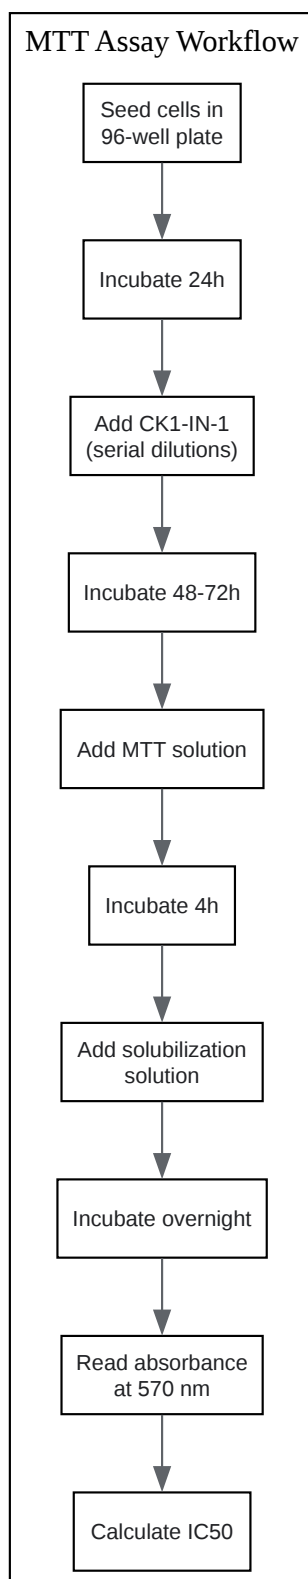 MTT Assay Workflow
Seed cells in
96-well plate
Incubate 24h
Add CK1-IN-1
(serial dilutions)
Incubate 48-72h
Add MTT solution
Incubate 4h
Add solubilization
solution
Incubate overnight
Read absorbance
at 570 nm
Calculate IC50